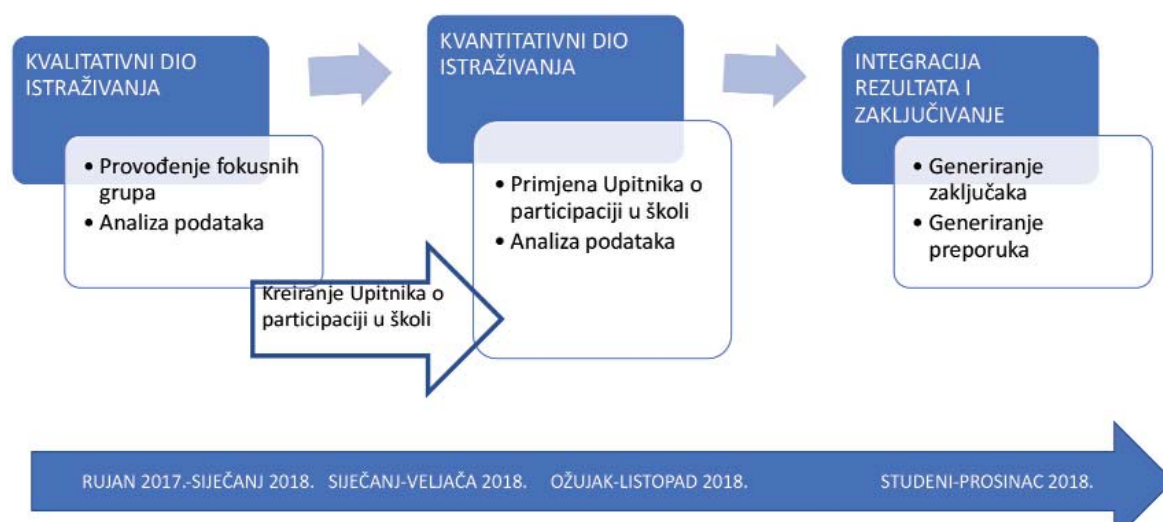 KVALITATIVNI DIO
ISTRAŽIVANJA
• Provođenje fokusnih
grupa
• Analiza podataka
Kreiranje Upitnika o
participaciji u školi
KVANTITATIVNI DIO
ISTRAŽIVANJA
• Primjena Upitnika o
participaciji u školi
• Analiza podataka
INTEGRACIJA
REZULTATA I
ZAKLJUČIVANJE
• Generiranje
zaključaka
• Generiranje
preporuka
RUJAN 2017.-SIJEČANJ 2018. SIJEČANJ-VELJAČA 2018. OŽUJAK-LISTOPAD 2018. STUDENI-PROSINAC 2018.